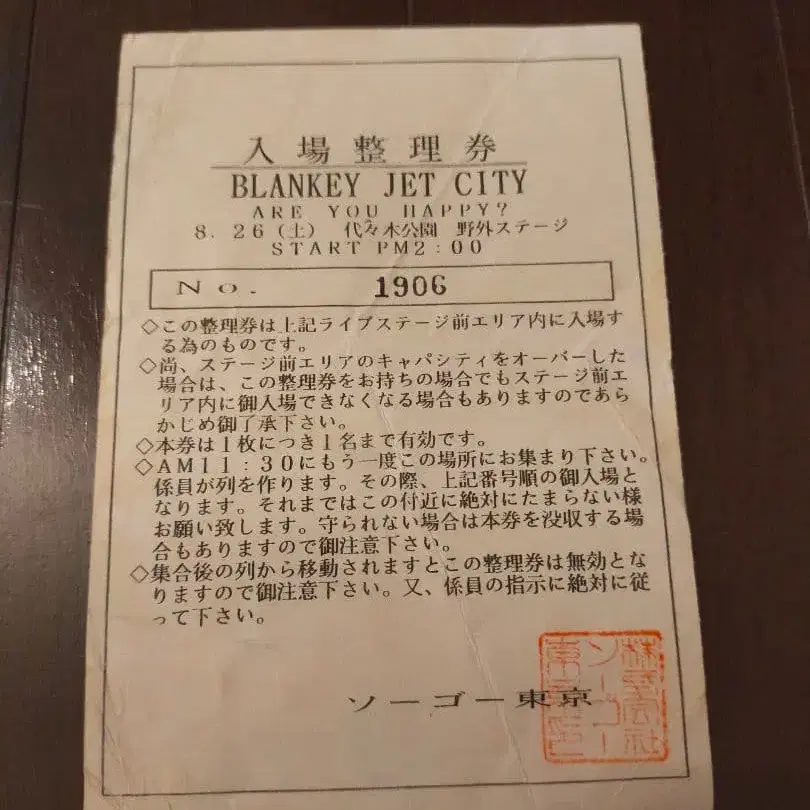 入場整理券
BLANKEY JET CITY
ARE YOU HAPPY?
8.26(土) 代々木公園 野外ステージ
START PM2:00
No. 1906
◇この整理券は上記ライブステージ前エリア内に入場す
る為のものです。
◇尚、ステージ前エリアのキャパシティをオーバーした
場合は、この整理券をお持ちの場合でもステージ前エ
リア内に御入場できなくなる場合もありますのであら
かじめ御了承下さい。
◇本券は1枚につき1名まで有効です。
◇AM11:30にもう一度この場所にお集まり下さい。
係員が列を作ります。その際、上記番号順の御入場と
なります。それまではこの付近に絶対にたまらない様
お願い致します。守られない場合は本券を没収する場
合もありますので御注意下さい。
◇集合後の列から移動されますとこの整理券は無効とな
りますので御注意下さい。又、係員の指示に絶対に従
って下さい。
ソーゴー東京
株式会社
ソーゴー
東京印